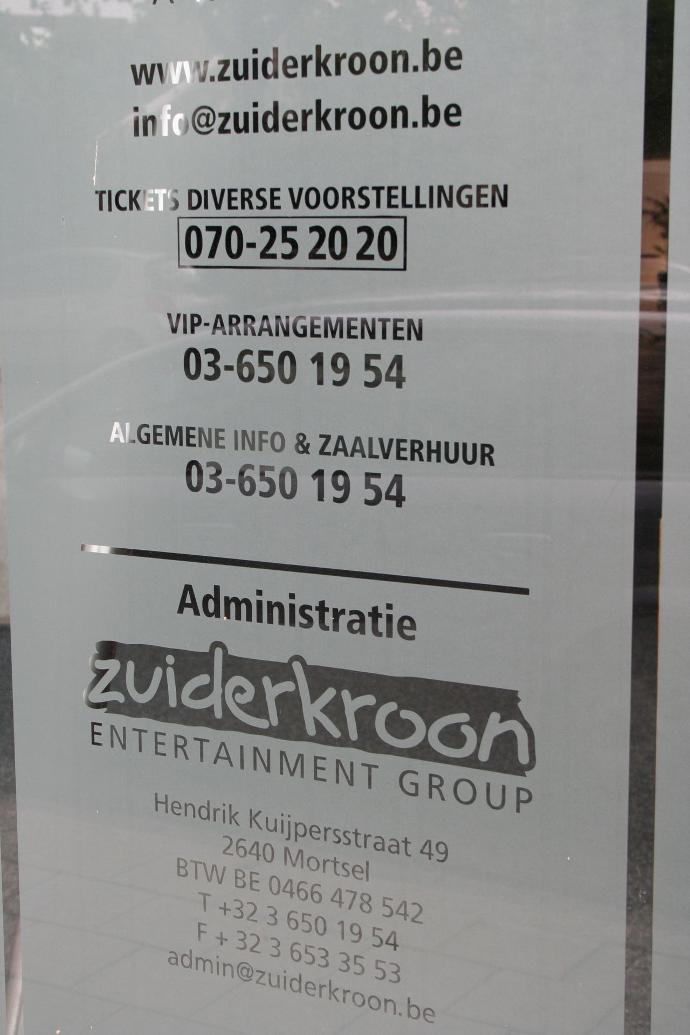 www.zuiderkroon.be
info@zuiderkroon.be
TICKETS DIVERSE VOORSTELLINGEN
070-25 20 20
VIP-ARRANGEMENTEN
03-650 19 54
ALGEMENE INFO & ZAALVERHUUR
03-650 19 54
Administratie
zuiderkroon
ENTERTAINMENT GROUP
Hendrik Kuijpersstraat 49
2640 Mortsel
BTW BE 0466 478 542
T +32 3 650 19 54
F + 32 3 653 35 53
admin@zuiderkroon.be